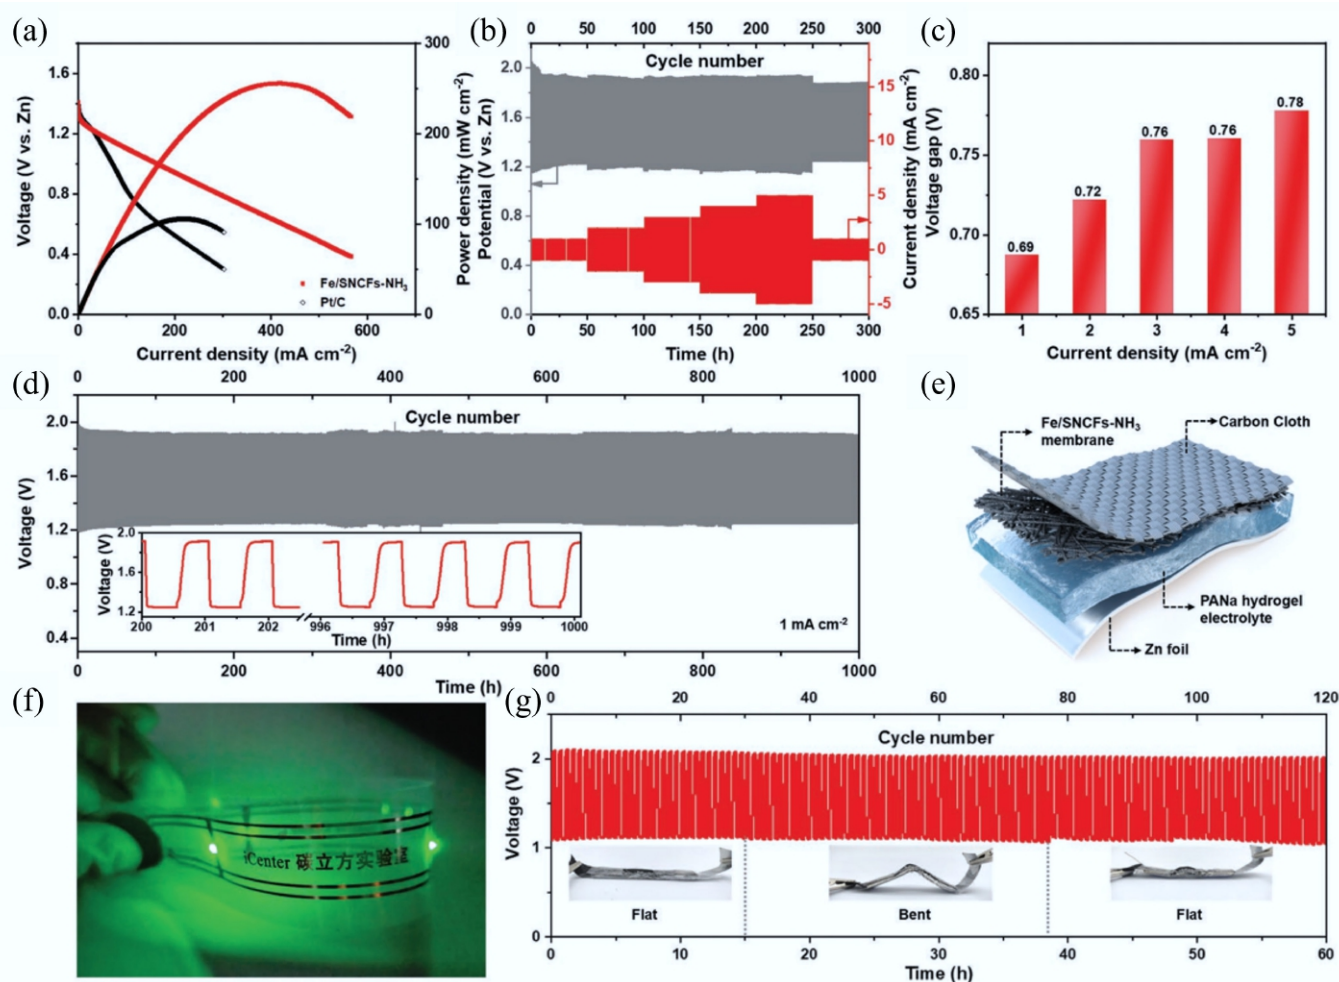 (a)
300
1.6
1.2
0.8
0.4
0.0
200
100
0
Voltage (V vs. Zn)
Power density (mW cm-2)
Fe/SNCFs-NH3
Pt/C
0 200 400 600
Current density (mA cm-2)
(b)
0 50 100 150 200 250 300
Cycle number
2.0
1.6
1.2
0.8
0.4
0.0
Potential (V vs. Zn)
15
10
5
0
-5
Current density (mA cm-2)
0 50 100 150 200 250 300
Time (h)
(c)
0.80
0.75
0.70
0.65
Voltage gap (V)
0.69
0.72
0.76
0.76
0.78
1 2 3 4 5
Current density (mA cm-2)
(d)
0 200 400 600 800 1000
Cycle number
2.0
1.6
1.2
0.8
0.4
Voltage (V)
2.0
1.6
1.2
Voltage (V)
200 201 202 996 997 998 999 1000
Time (h)
1 mA cm-2
0 200 400 600 800 1000
Time (h)
(e)
Fe/SNCFs-NH3
membrane
Carbon Cloth
PANa hydrogel
electrolyte
Zn foil
(f)
iCenter 碳立方实验室
(g)
0 20 40 60 80 100 120
Cycle number
2
1
0
Voltage (V)
Flat
Bent
Flat
0 10 20 30 40 50 60
Time (h)